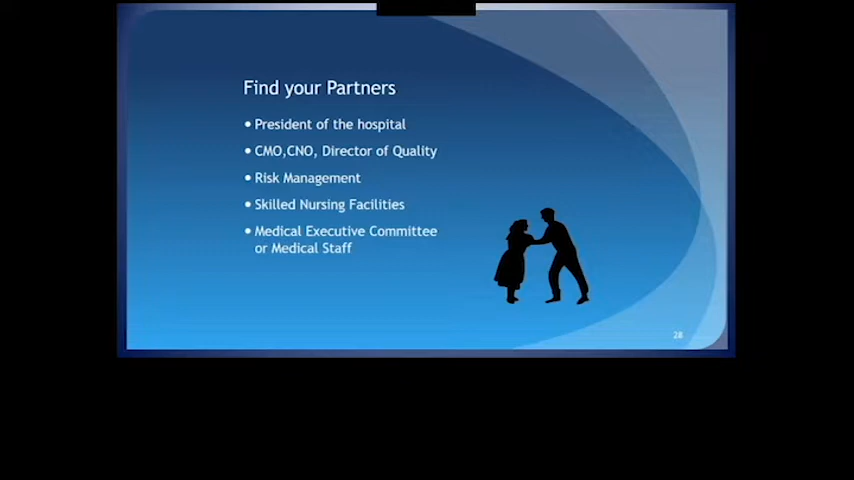 Find your Partners
• President of the hospital
• CMO,CNO, Director of Quality
• Risk Management
• Skilled Nursing Facilities
• Medical Executive Committee
or Medical Staff
28